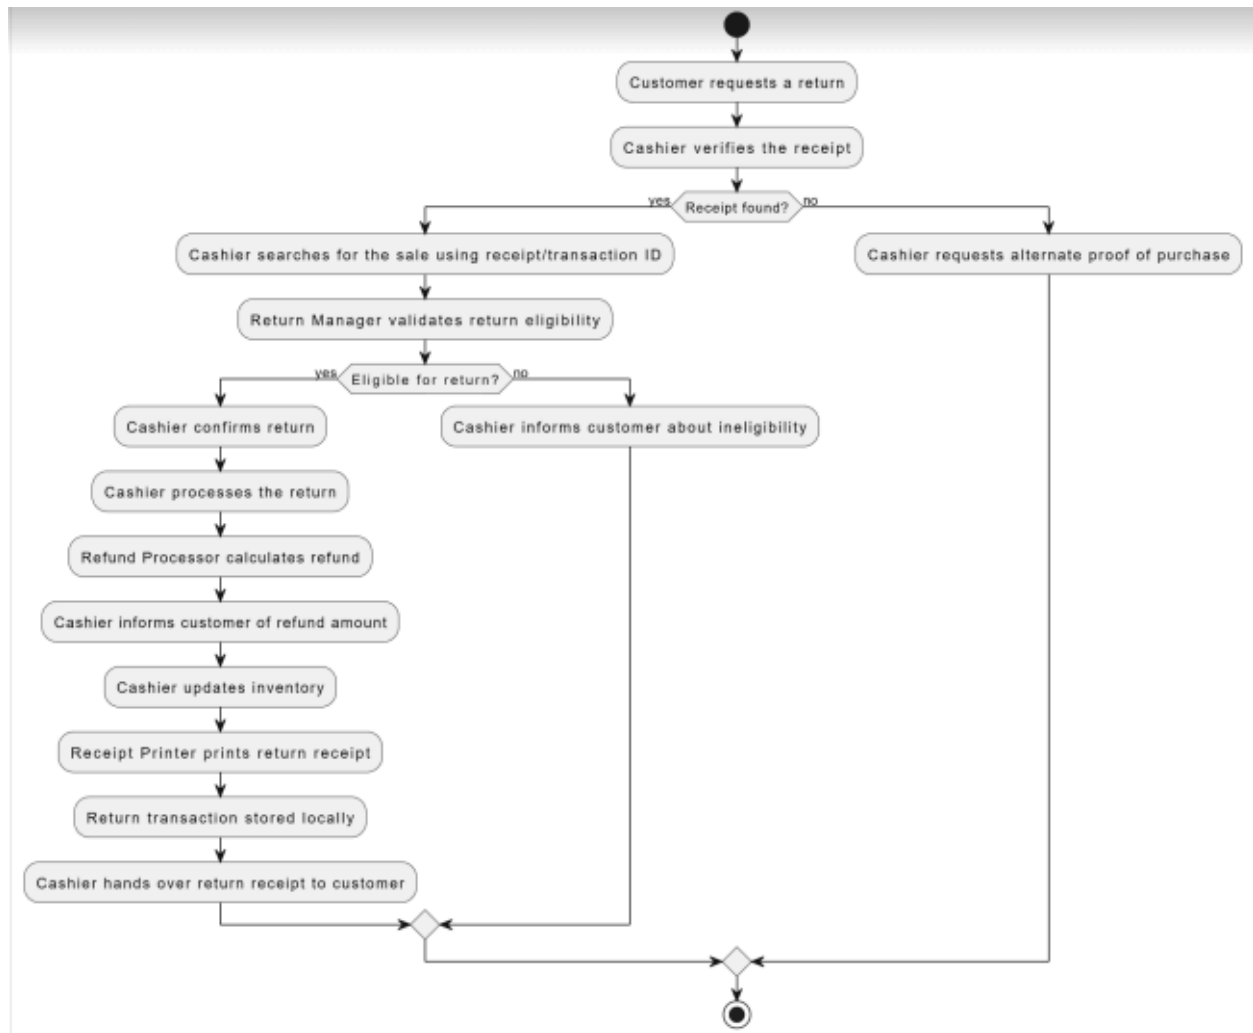 Customer requests a return
Cashier verifies the receipt
yes
Receipt found?
no
Cashier searches for the sale using receipt/transaction ID
Cashier requests alternate proof of purchase
Return Manager validates return eligibility
yes
Eligible for return?
no
Cashier confirms return
Cashier informs customer about ineligibility
Cashier processes the return
Refund Processor calculates refund
Cashier informs customer of refund amount
Cashier updates inventory
Receipt Printer prints return receipt
Return transaction stored locally
Cashier hands over return receipt to customer